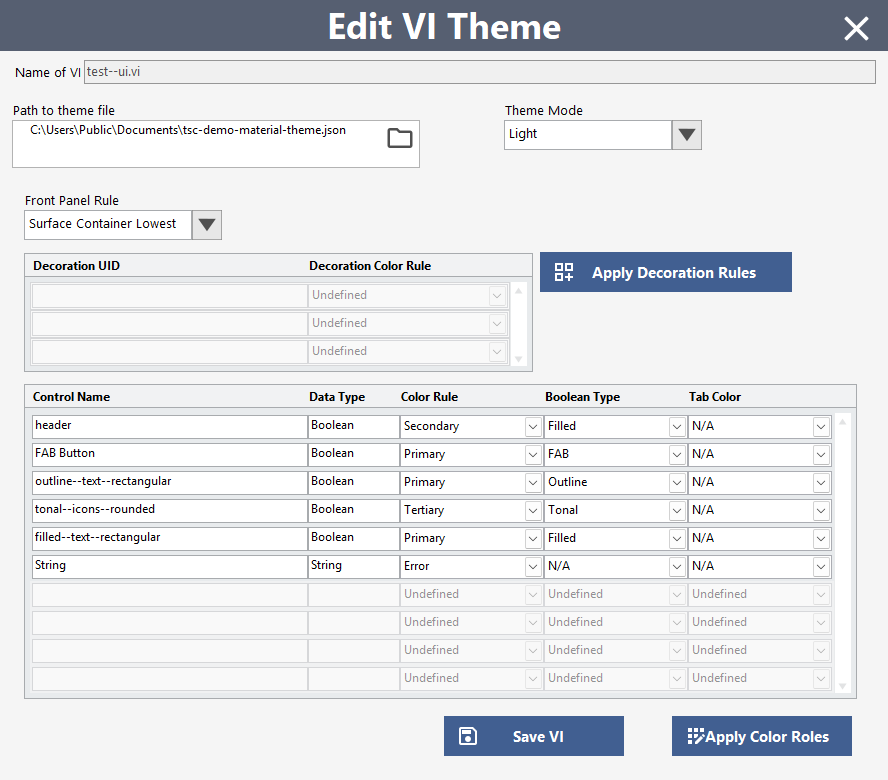 Edit VI Theme
Name of VI test--ui.vi
Path to theme file
C:\Users\Public\Documents\tsc-demo-material-theme.json
Theme Mode
Light
Front Panel Rule
Surface Container Lowest
Decoration UID Decoration Color Rule
Undefined
Undefined
Undefined
Apply Decoration Rules
Control Name Data Type Color Rule Boolean Type Tab Color
header Boolean Secondary Filled N/A
FAB Button Boolean Primary FAB N/A
outline--text--rectangular Boolean Primary Outline N/A
tonal--icons--rounded Boolean Tertiary Tonal N/A
filled--text--rectangular Boolean Primary Filled N/A
String String Error N/A N/A
Undefined Undefined Undefined
Undefined Undefined Undefined
Undefined Undefined Undefined
Undefined Undefined Undefined
Save VI Apply Color Roles